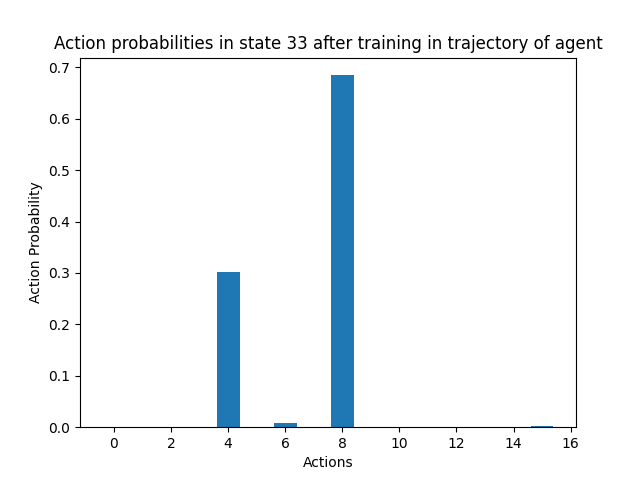 Action probabilities in state 33 after training in trajectory of agent
0.7
0.6
0.5
0.4
0.3
0.2
0.1
0.0
Action Probability
0 2 4 6 8 10 12 14 16
Actions